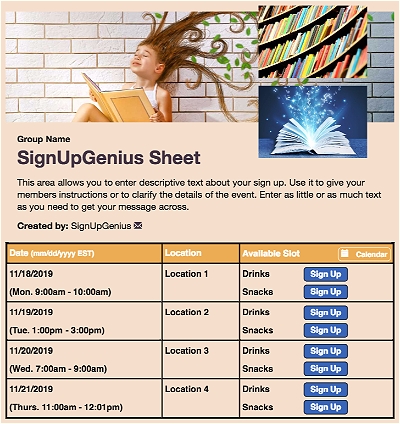 Group Name
SignUpGenius Sheet
This area allows you to enter descriptive text about your sign up. Use it to give your
members instructions or to clarify the details of the event. Enter as little or as much text
as you need to get your message across.
Created by: SignUpGenius
Date (mm/dd/yyyy EST) Location Available Slot Calendar
11/18/2019 Location 1 Drinks Sign Up
(Mon. 9:00am - 10:00am) Snacks Sign Up
11/19/2019 Location 2 Drinks Sign Up
(Tue. 1:00pm - 3:00pm) Snacks Sign Up
11/20/2019 Location 3 Drinks Sign Up
(Wed. 7:00am - 9:00am) Snacks Sign Up
11/21/2019 Location 4 Drinks Sign Up
(Thurs. 11:00am - 12:01pm) Snacks Sign Up